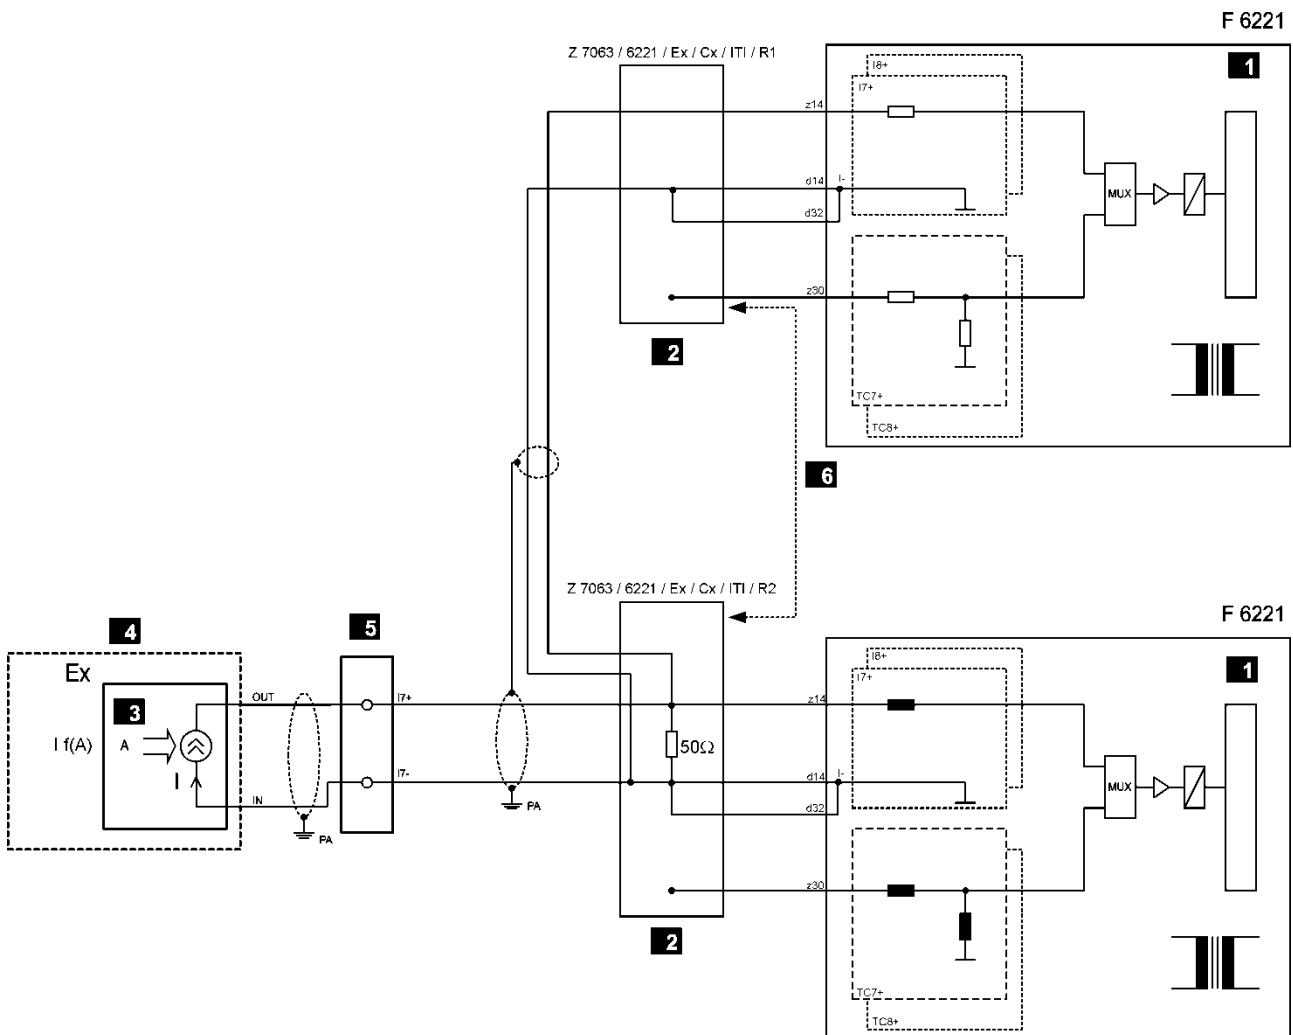 F 6221
Z 7063 / 6221 / Ex / Cx / ITI / R1
1
I8+
I7+
z14
d14
I-
d32
MUX
z30
2
TC7+
TC8+
6
Z 7063 / 6221 / Ex / Cx / ITI / R2
F 6221
4
5
1
I8+
I7+
Ex
OUT
I7+
z14
3
I f(A)
A
50Ω
I
I7-
d14
I-
MUX
IN
PA
d32
PA
z30
2
TC7+
TC8+